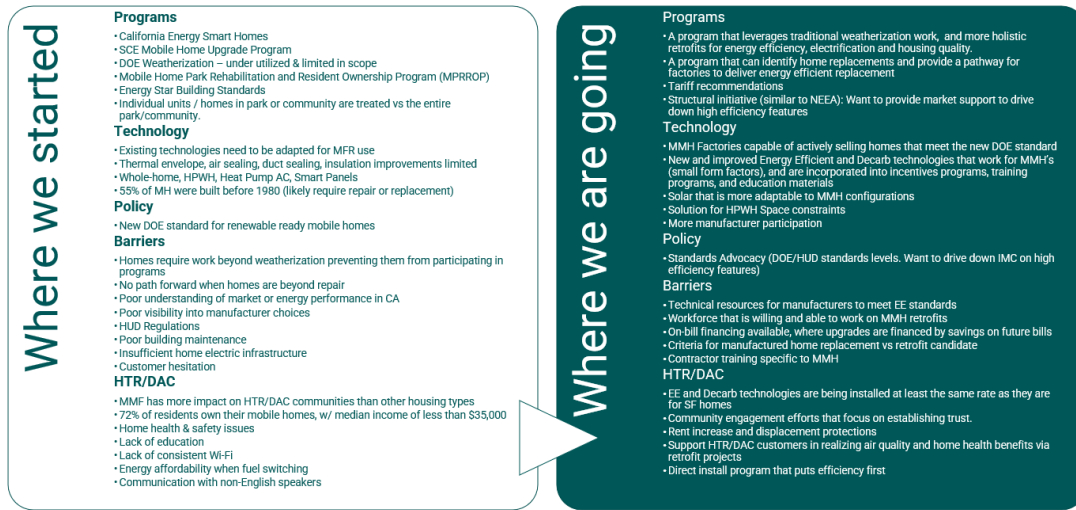 Where we started
Programs
• California Energy Smart Homes
• SCE Mobile Home Upgrade Program
• DOE Weatherization – under utilized & limited in scope
• Mobile Home Park Rehabilitation and Resident Ownership Program (MPRROP)
• Energy Star Building Standards
• Individual units / homes in park or community are treated vs the entire
park/community.
Technology
• Existing technologies need to be adapted for MFR use
• Thermal envelope, air sealing, duct sealing, insulation improvements limited
• Whole-home, HPWH, Heat Pump AC, Smart Panels
• 55% of MH were built before 1980 (likely require repair or replacement)
Policy
• New DOE standard for renewable ready mobile homes
Barriers
• Homes require work beyond weatherization preventing them from participating in
programs
• No path forward when homes are beyond repair
• Poor understanding of market or energy performance in CA
• Poor visibility into manufacturer choices
• HUD Regulations
• Poor building maintenance
• Insufficient home electric infrastructure
• Customer hesitation
HTR/DAC
• MMF has more impact on HTR/DAC communities than other housing types
• 72% of residents own their mobile homes, w/ median income of less than $35,000
• Home health & safety issues
• Lack of education
• Lack of consistent Wi-Fi
• Energy affordability when fuel switching
• Communication with non-English speakers
Where we are going
Programs
• A program that leverages traditional weatherization work, and more holistic
retrofits for energy efficiency, electrification and housing quality.
• A program that can identify home replacements and provide a pathway for
factories to deliver energy efficient replacement
• Tariff recommendations
• Structural initiative (similar to NEEA): Want to provide market support to drive
down high efficiency features
Technology
• MMH Factories capable of actively selling homes that meet the new DOE standard
• New and improved Energy Efficient and Decarb technologies that work for MMH's
(small form factors), and are incorporated into incentives programs, training
programs, and education materials
• Solar that is more adaptable to MMH configurations
• Solution for HPWH Space constraints
• More manufacturer participation
Policy
• Standards Advocacy (DOE/HUD standards levels. Want to drive down IMC on high
efficiency features)
Barriers
• Technical resources for manufacturers to meet EE standards
• Workforce that is willing and able to work on MMH retrofits
• On-bill financing available, where upgrades are financed by savings on future bills
• Criteria for manufactured home replacement vs retrofit candidate
• Contractor training specific to MMH
HTR/DAC
• EE and Decarb technologies are being installed at least the same rate as they are
for SF homes
• Community engagement efforts that focus on establishing trust.
• Rent increase and displacement protections
• Support HTR/DAC customers in realizing air quality and home health benefits via
retrofit projects
• Direct install program that puts efficiency first